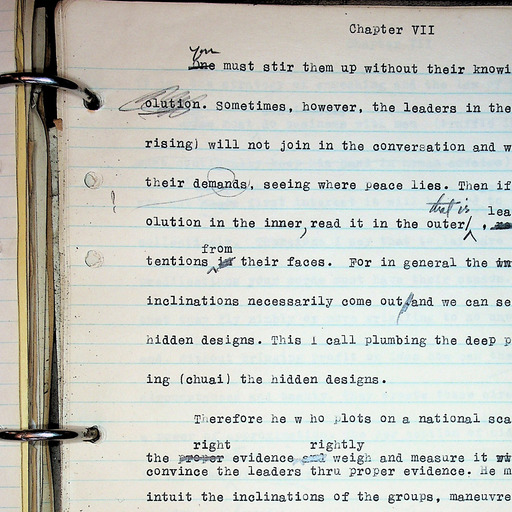 Chapter VII
You
One must stir them up without their knowi
olution. Sometimes, however, the leaders in the
rising) will not join in the conversation and w
their demands, seeing where peace lies. Then if
that is lea
olution in the inner, read it in the outer/ ,
from
tentions in their faces. For in general the
inclinations necessarily come out, and we can se
hidden designs. This I call plumbing the deep p
ing (chuai) the hidden designs.
Therefore he w ho plots on a national sca
right rightly
the proper evidence and weigh and measure it
convince the leaders thru proper evidence. He m
intuit the inclinations of the groups, maneuvre